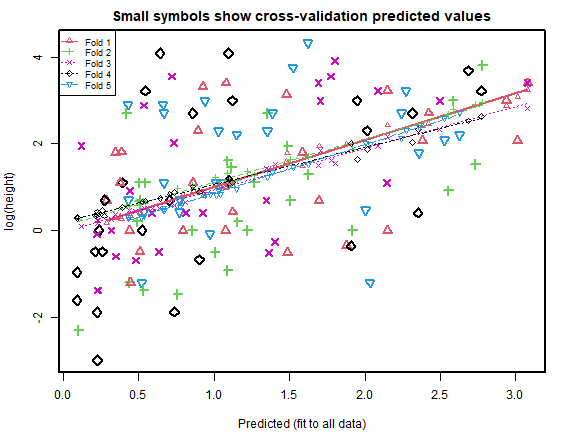 Small symbols show cross-validation predicted values
Fold 1
Fold 2
Fold 3
Fold 4
Fold 5
log(height)
4
2
0
-2
0.0 0.5 1.0 1.5 2.0 2.5 3.0
Predicted (fit to all data)